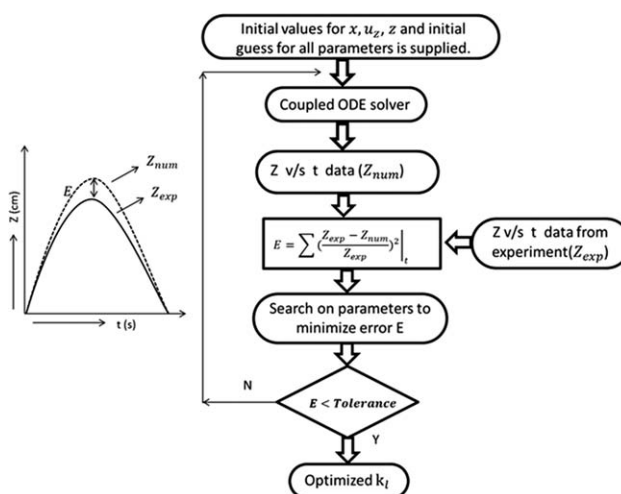 Initial values for x, u_z, z and initial
guess for all parameters is supplied.
Coupled ODE solver
Z v/s t data (Z_num)
E = ∑ (\frac{Z_exp − Z_num}{Z_exp})²|_t
Z v/s t data from
experiment(Z_exp)
Search on parameters to
minimize error E
N
E < Tolerance
Y
Optimized k_l
Z (cm)
E
Z_num
Z_exp
t (s)